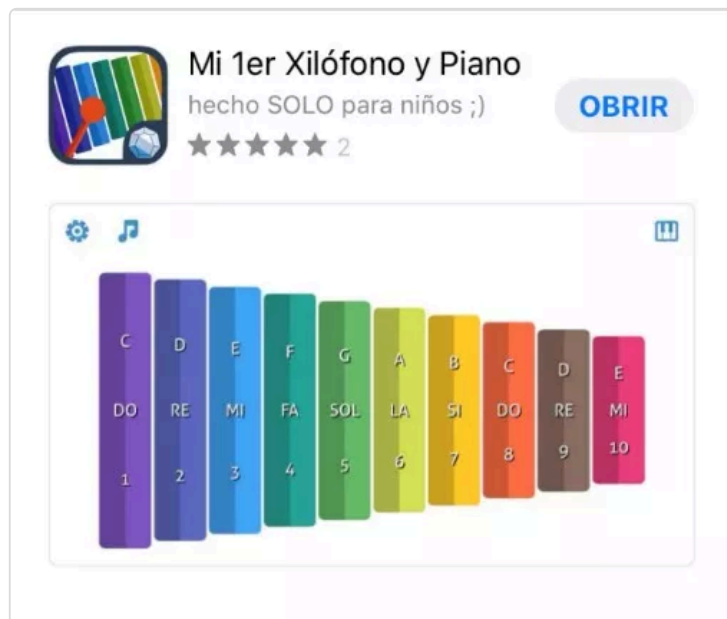 Mi 1er Xilófono y Piano
hecho SOLO para niños ;)
OBRIR
2
C D E F G A B C D E
DO RE MI FA SOL LA SI DO RE MI
1 2 3 4 5 6 7 8 9 10